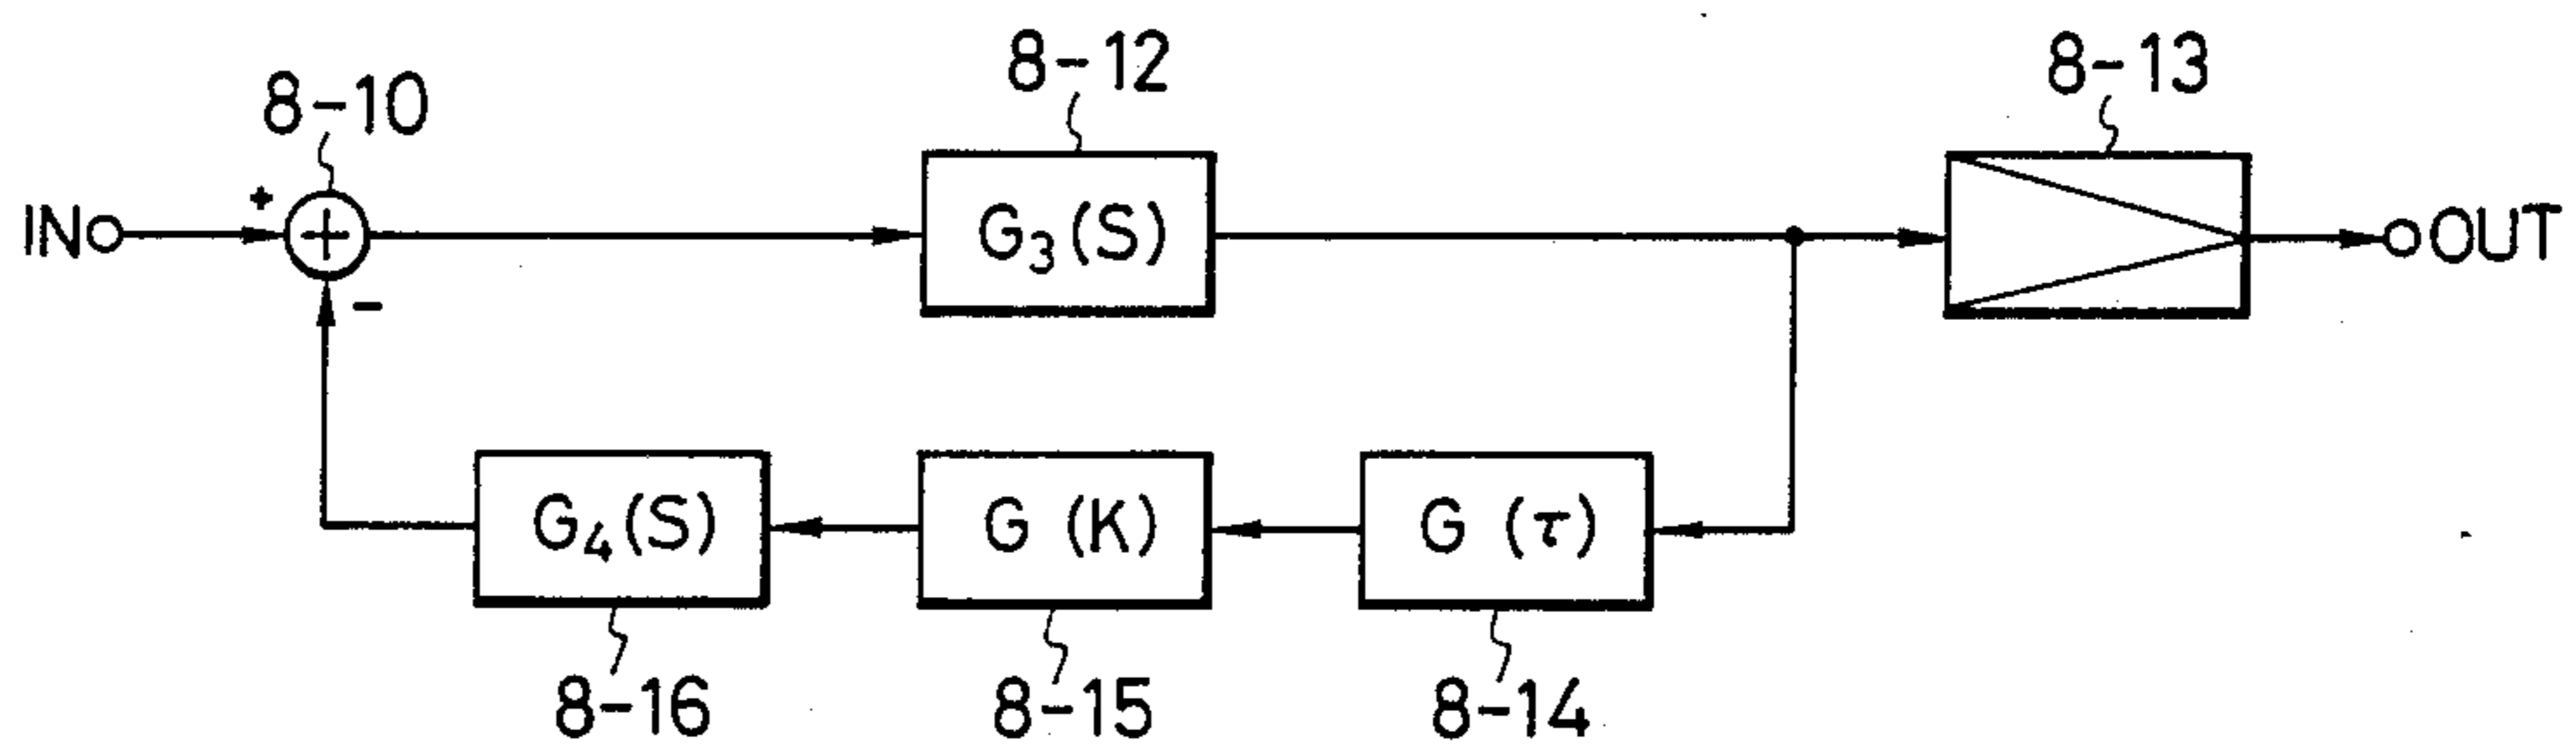 8-10
8-12
8-13
+
IN
+
G₃(S)
OUT
-
G₄(S)
G (K)
G (τ)
8-16
8-15
8-14